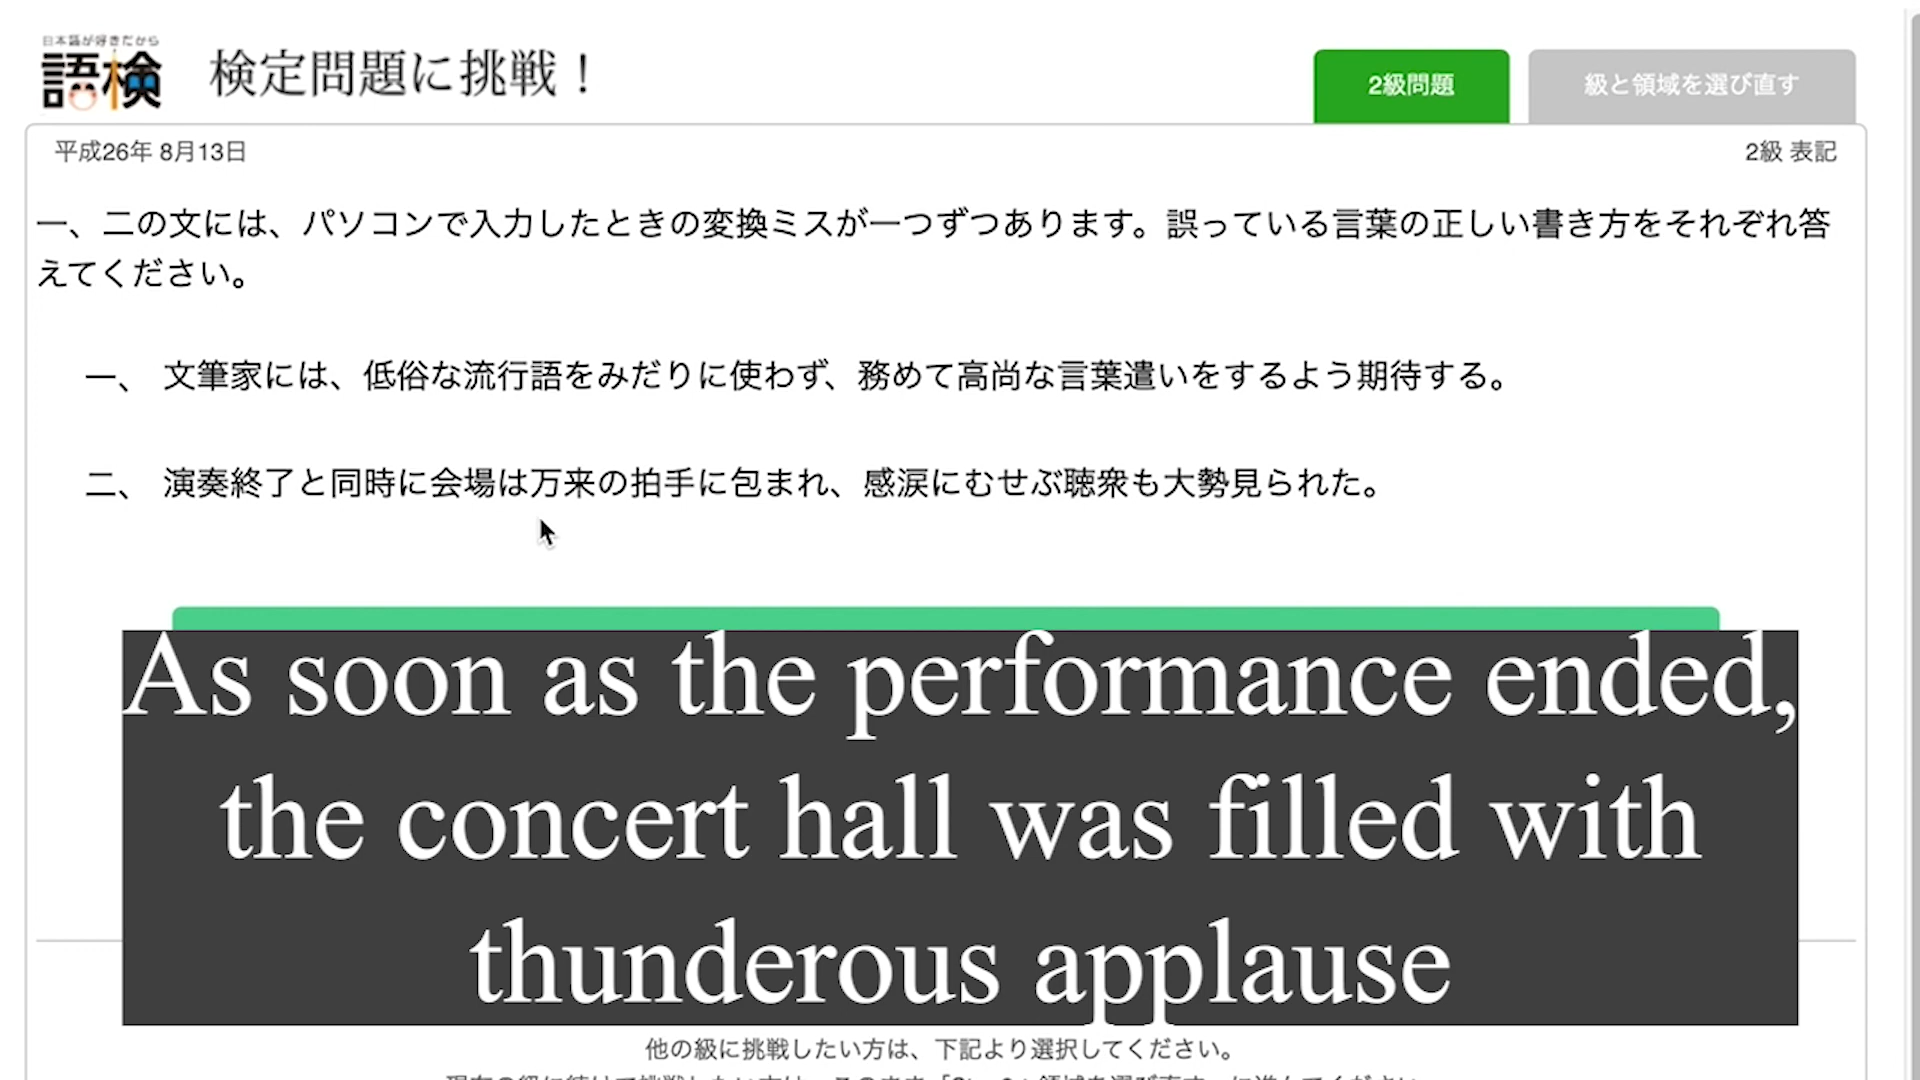 日本語が好きだから
語検
検定問題に挑戦！
2級問題
級と領域を選び直す
平成26年 8月13日
2級 表記
一、二の文には、パソコンで入力したときの変換ミスが一つずつあります。誤っている言葉の正しい書き方をそれぞれ答
えてください。
一、 文筆家には、低俗な流行語をみだりに使わず、務めて高尚な言葉遣いをするよう期待する。
二、 演奏終了と同時に会場は万来の拍手に包まれ、感涙にむせぶ聴衆も大勢見られた。
As soon as the performance ended,
the concert hall was filled with
thunderous applause
他の級に挑戦したい方は、下記より選択してください。